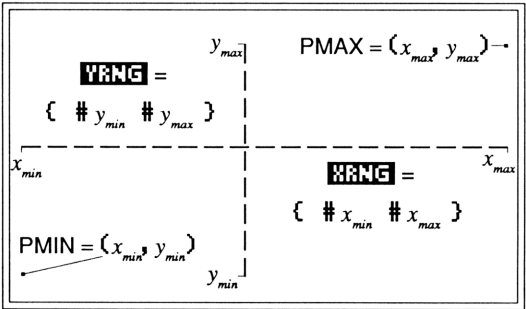 y_max
PMAX = (x_max, y_max)
YRNG =
{ # y_min # y_max }
x_min
x_max
XRNG =
{ # x_min # x_max }
PMIN = (x_min, y_min)
y_min